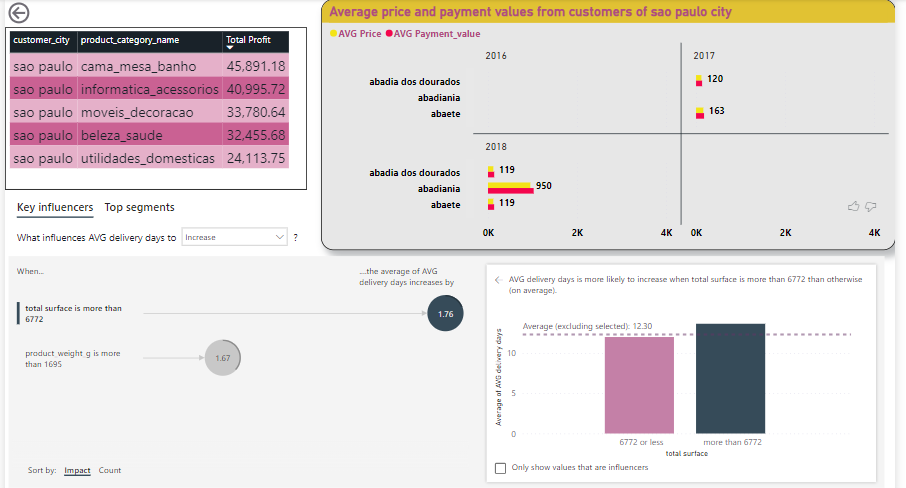 customer_city product_category_name Total Profit
sao paulo cama_mesa_banho 45,891.18
sao paulo informatica_acessorios 40,995.72
sao paulo moveis_decoracao 33,780.64
sao paulo beleza_saude 32,455.68
sao paulo utilidades_domesticas 24,113.75
Average price and payment values from customers of sao paulo city
AVG Price AVG Payment_value
2016 2017
abadia dos dourados 120
abadiania
abaete 163
2018
abadia dos dourados 119
abadiania 950
abaete 119
0K 2K 4K 0K 2K 4K
Key influencers Top segments
What influences AVG delivery days to Increase ?
When...
...the average of AVG
delivery days increases by
total surface is more than
6772
1.76
product_weight_g is more
than 1695
1.67
Sort by: Impact Count
AVG delivery days is more likely to increase when total surface is more than 6772 than otherwise
(on average).
Average (excluding selected): 12.30
Average of AVG delivery days
10
5
0
6772 or less more than 6772
total surface
Only show values that are influencers